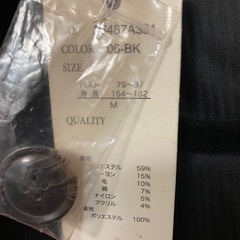 NO.
COLOR 06-BK
SIZE
バスト 79~87
身長 154~162
M
QUALITY
表地
ポリエステル 59%
レーヨン 15%
毛 10%
綿 7%
ナイロン 5%
アクリル 4%
ポリエステル 100%